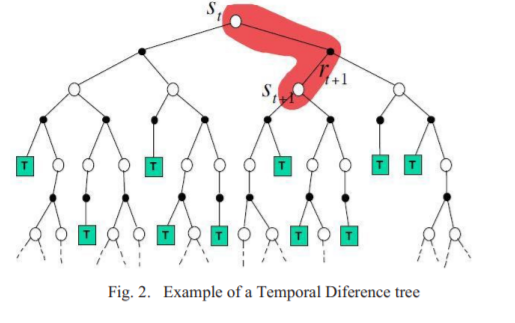 S_t
r_{t+1}
S_{t+1}
T T T T T
T T T T T
Fig. 2. Example of a Temporal Diference tree